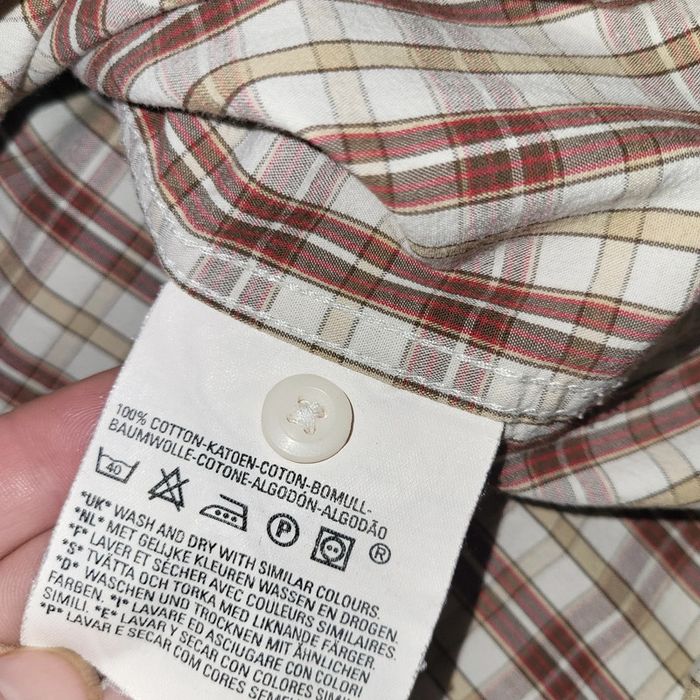 100% COTTON-KATOEN-COTON-BOMULL-
BAUMWOLLE-COTONE-ALGODÓN-ALGODÃO
40 P ®
*UK* WASH AND DRY WITH SIMILAR COLOURS.
*NL* MET GELIJKE KLEUREN WASSEN EN DROGEN.
*F* LAVER ET SÉCHER AVEC COULEURS SIMILAIRES.
*S* TVÄTTA OCH TORKA MED LIKNANDE FÄRGER.
*D* WASCHEN UND TROCKNEN MIT ÄHNLICHEN
FARBEN. *I* LAVARE ED ASCIUGARE CON COLORI
SIMILI. *E* LAVAR Y SECAR CON COLORI
*P* LAVAR E SECAR COM CORES SEM